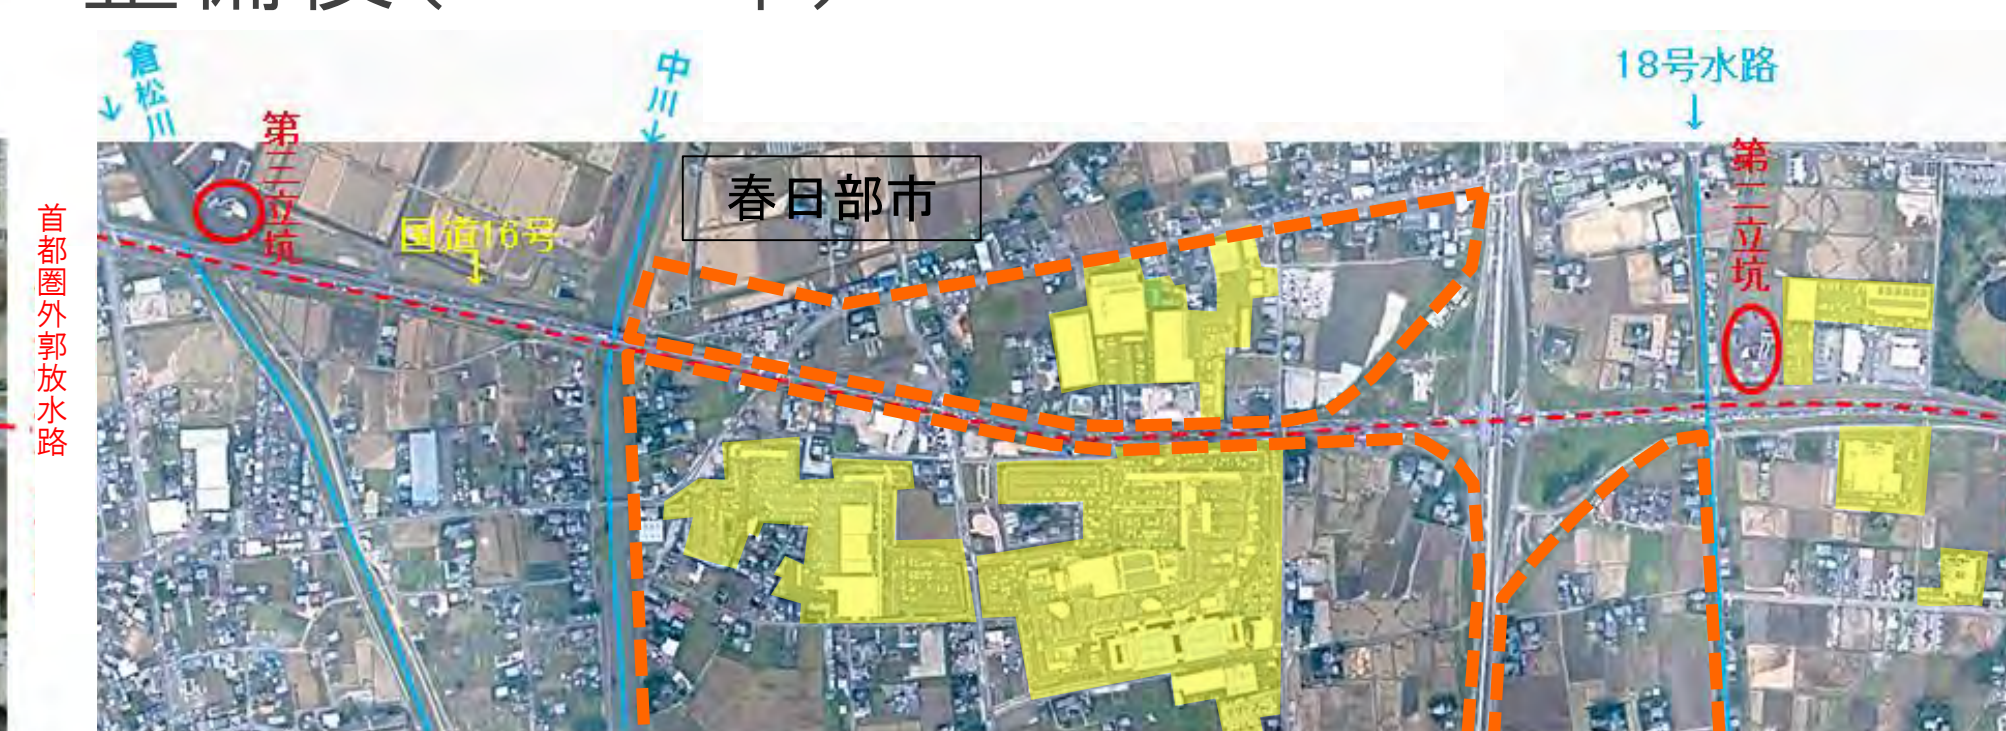 倉松川
中川
18号水路
第三立坑
第二立坑
春日部市
国道16号
首都圏外郭放水路